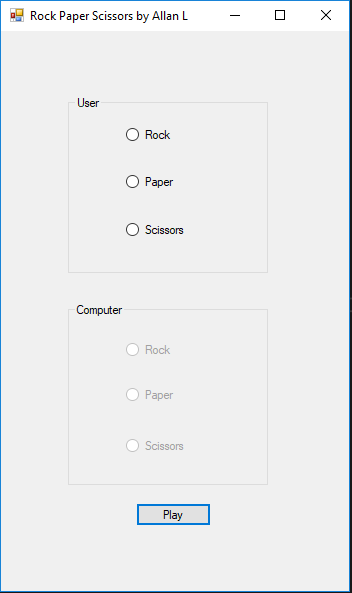 Rock Paper Scissors by Allan L
User
Rock
Paper
Scissors
Computer
Rock
Paper
Scissors
Play